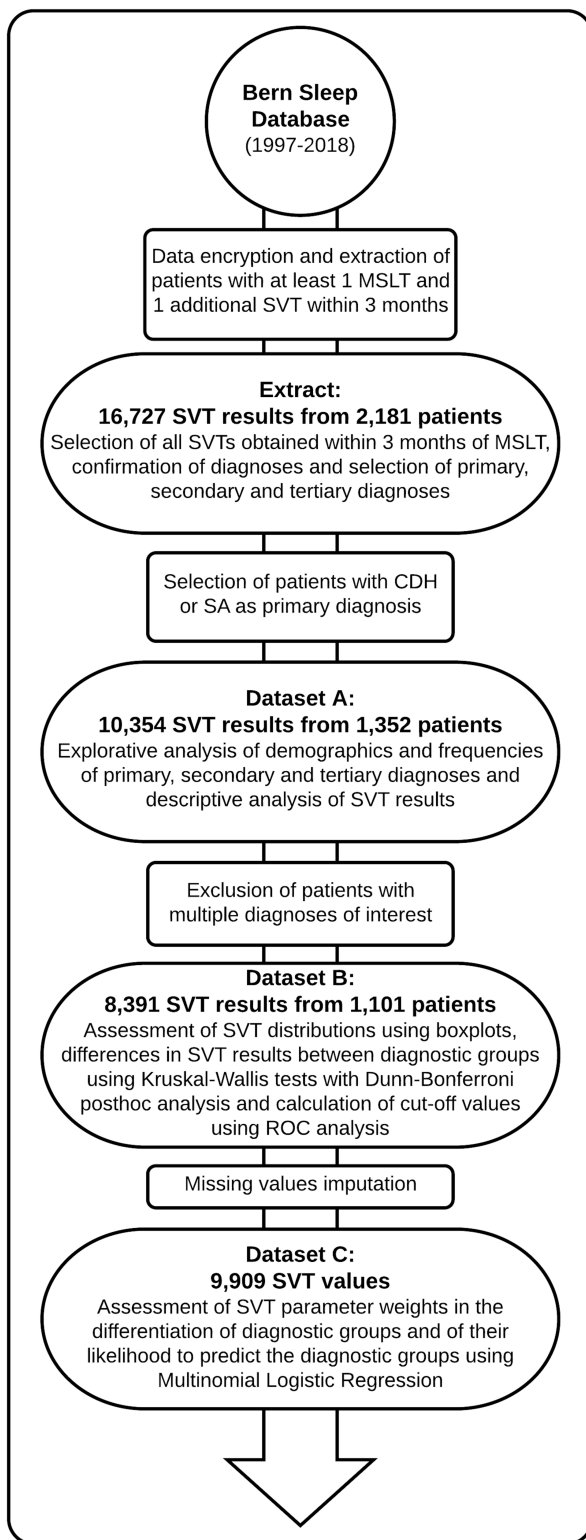 Bern Sleep
Database
(1997-2018)
Data encryption and extraction of
patients with at least 1 MSLT and
1 additional SVT within 3 months
Extract:
16,727 SVT results from 2,181 patients
Selection of all SVTs obtained within 3 months of MSLT,
confirmation of diagnoses and selection of primary,
secondary and tertiary diagnoses
Selection of patients with CDH
or SA as primary diagnosis
Dataset A:
10,354 SVT results from 1,352 patients
Explorative analysis of demographics and frequencies
of primary, secondary and tertiary diagnoses and
descriptive analysis of SVT results
Exclusion of patients with
multiple diagnoses of interest
Dataset B:
8,391 SVT results from 1,101 patients
Assessment of SVT distributions using boxplots,
differences in SVT results between diagnostic groups
using Kruskal-Wallis tests with Dunn-Bonferroni
posthoc analysis and calculation of cut-off values
using ROC analysis
Missing values imputation
Dataset C:
9,909 SVT values
Assessment of SVT parameter weights in the
differentiation of diagnostic groups and of their
likelihood to predict the diagnostic groups using
Multinomial Logistic Regression